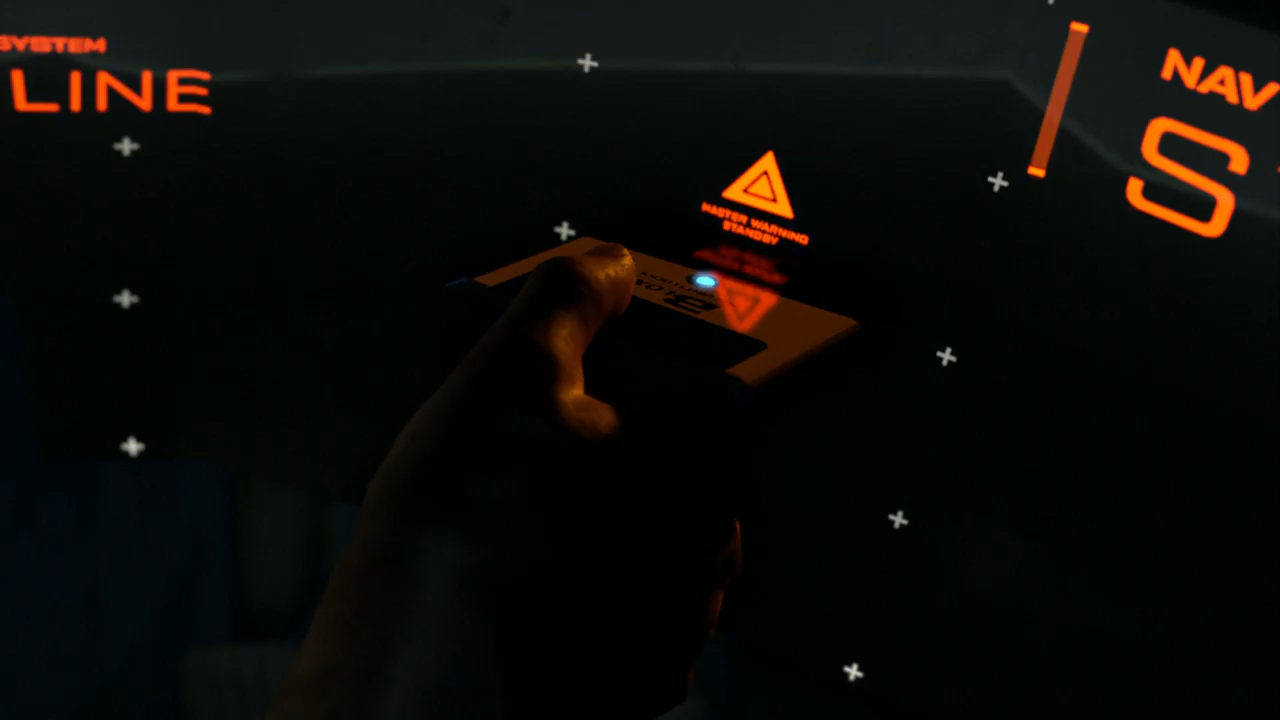 SYSTEM
LINE
NAV
S
MASTER WARNING
STANDBY